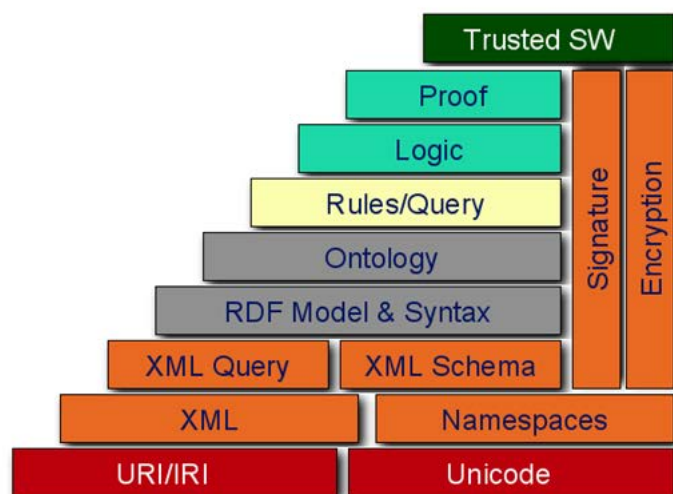 Trusted SW
Proof
Logic
Rules/Query
Ontology
RDF Model & Syntax
XML Query
XML Schema
Signature
Encryption
XML
Namespaces
URI/IRI
Unicode